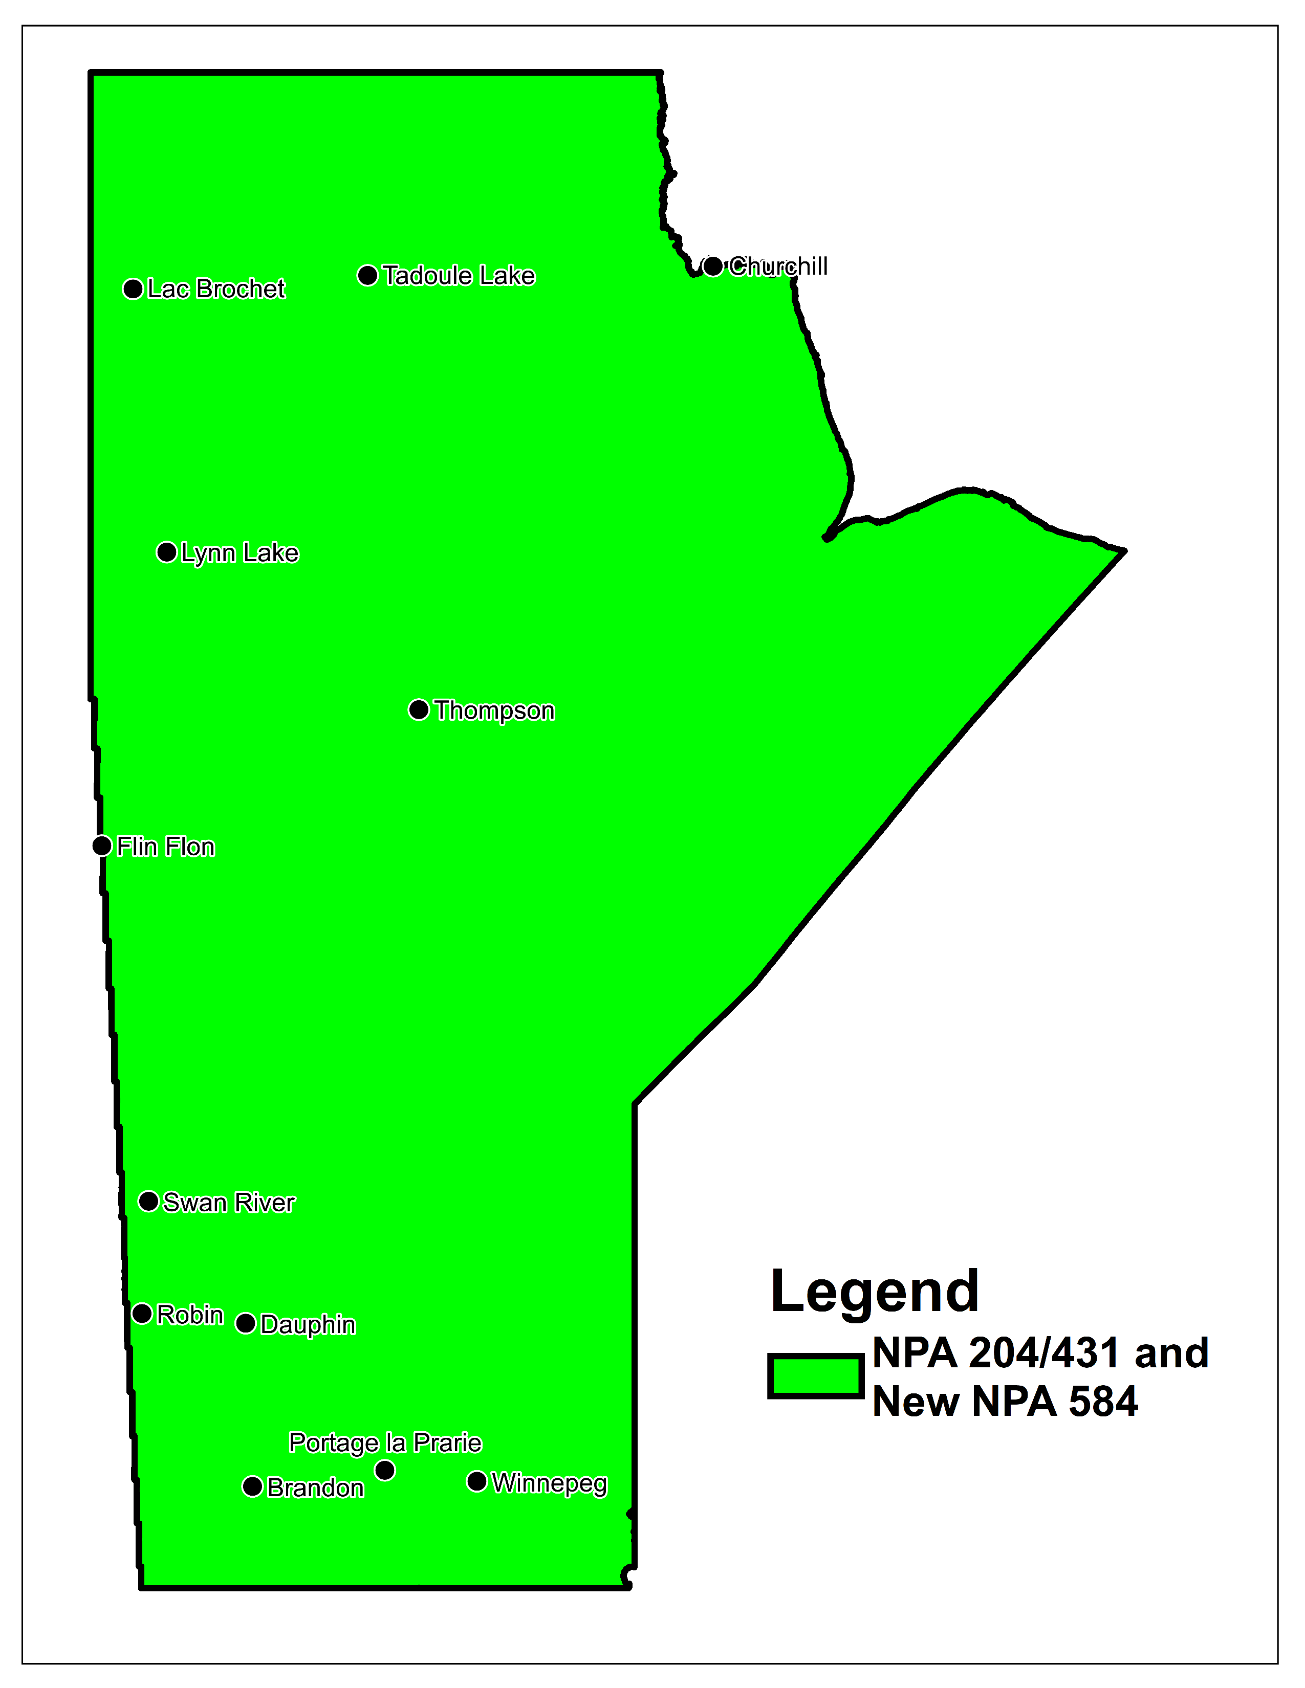 Churchill
Tadoule Lake
Lac Brochet
Lynn Lake
Thompson
Flin Flon
Swan River
Robin
Dauphin
Legend
NPA 204/431 and
New NPA 584
Portage la Prarie
Brandon
Winnepeg